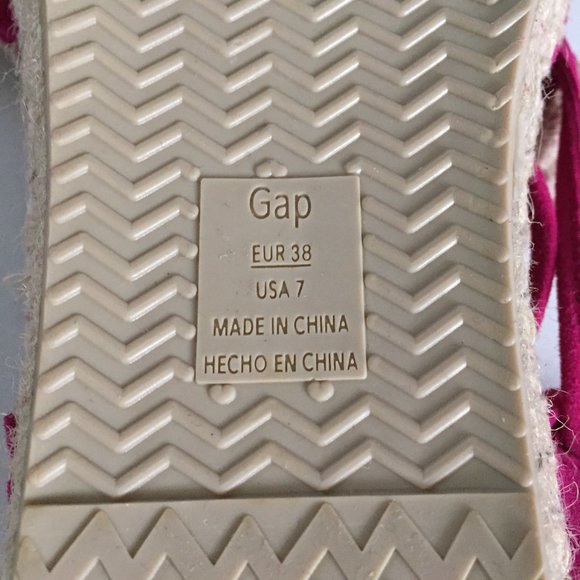 Gap
EUR 38
USA 7
MADE IN CHINA
HECHO EN CHINA